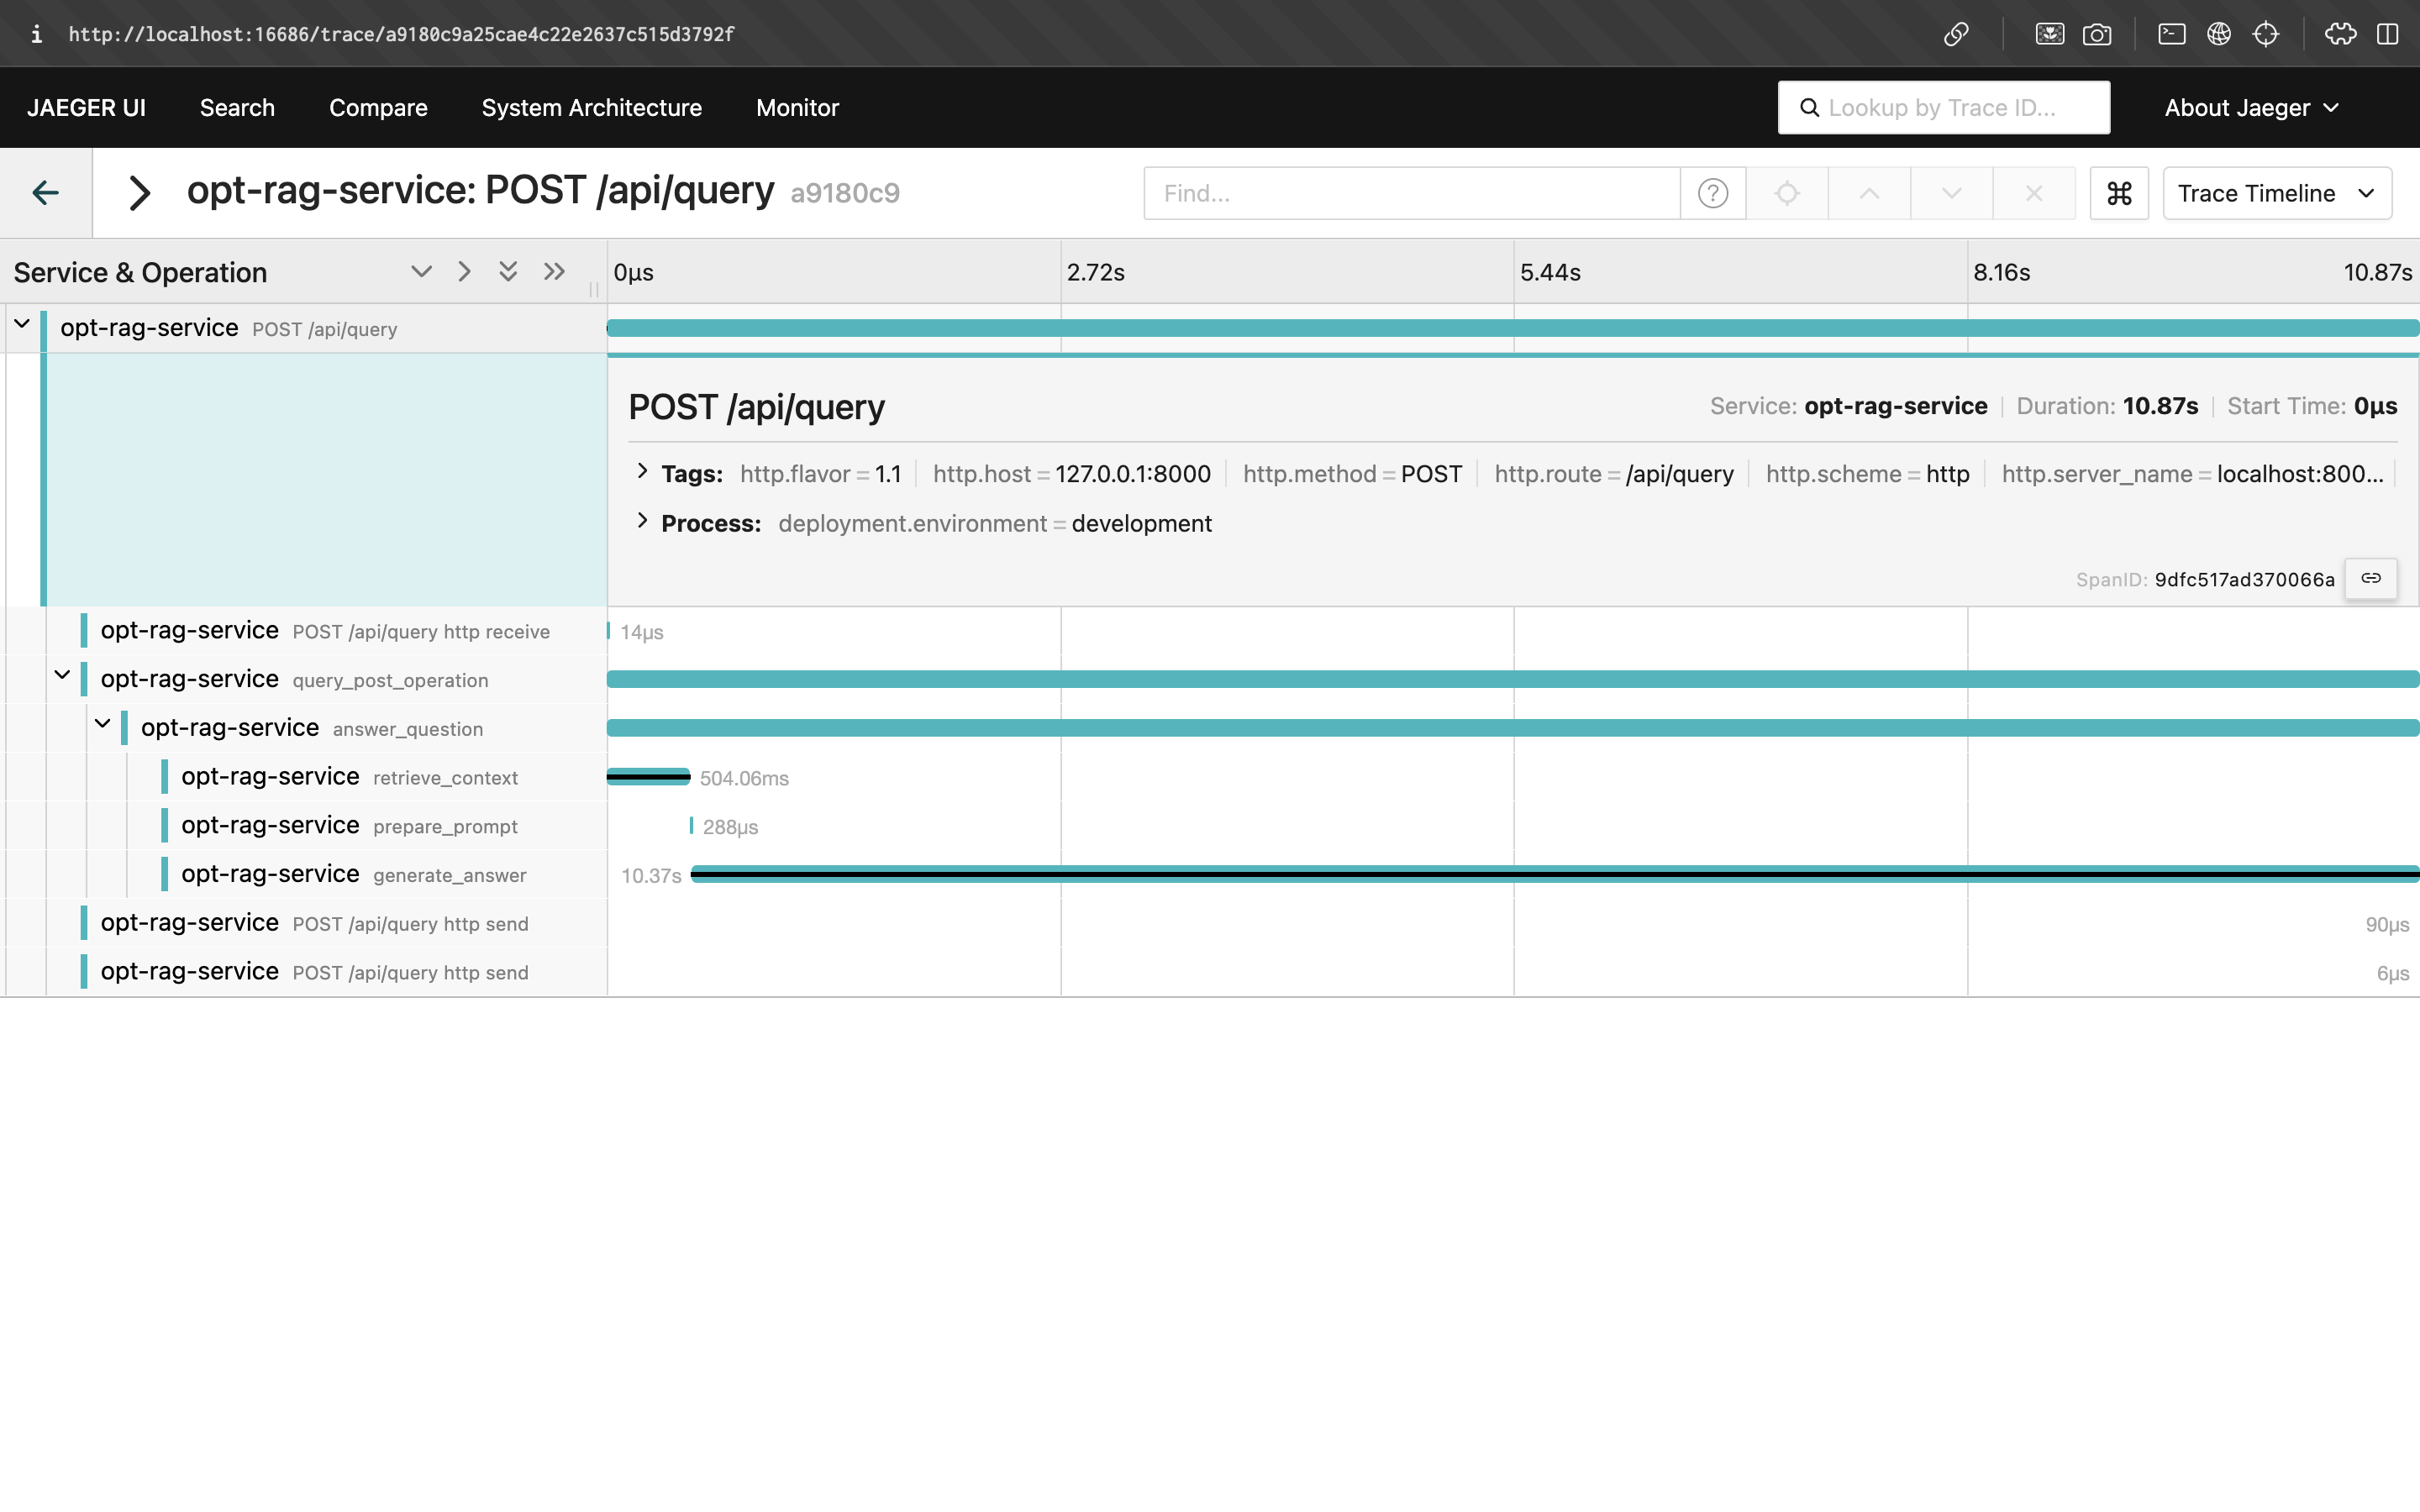 http://localhost:16686/trace/a9180c9a25cae4c22e2637c515d3792f
JAEGER UI Search Compare System Architecture Monitor Lookup by Trace ID... About Jaeger
opt-rag-service: POST /api/query a9180c9 Find... Trace Timeline
Service & Operation 0μs 2.72s 5.44s 8.16s 10.87s
opt-rag-service POST /api/query
POST /api/query Service: opt-rag-service Duration: 10.87s Start Time: 0μs
Tags: http.flavor = 1.1 http.host = 127.0.0.1:8000 http.method = POST http.route = /api/query http.scheme = http http.server_name = localhost:800...
Process: deployment.environment = development
SpanID: 9dfc517ad370066a
opt-rag-service POST /api/query http receive 14μs
opt-rag-service query_post_operation
opt-rag-service answer_question
opt-rag-service retrieve_context 504.06ms
opt-rag-service prepare_prompt 288μs
opt-rag-service generate_answer 10.37s
opt-rag-service POST /api/query http send 90μs
opt-rag-service POST /api/query http send 6μs